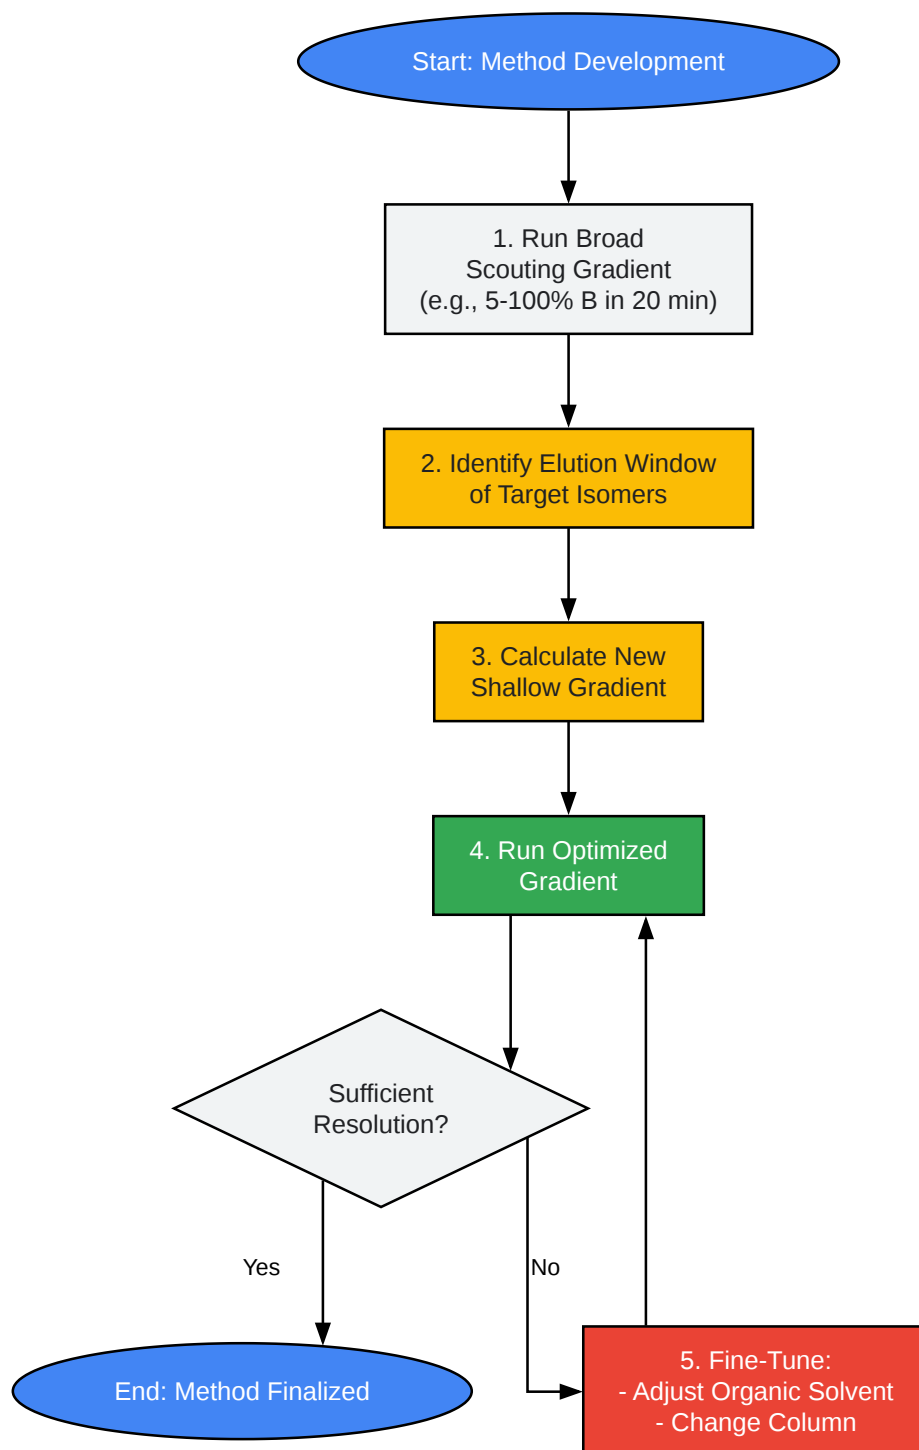 Start: Method Development
1. Run Broad
Scouting Gradient
(e.g., 5-100% B in 20 min)
2. Identify Elution Window
of Target Isomers
3. Calculate New
Shallow Gradient
4. Run Optimized
Gradient
Sufficient
Resolution?
Yes
No
End: Method Finalized
5. Fine-Tune:
- Adjust Organic Solvent
- Change Column